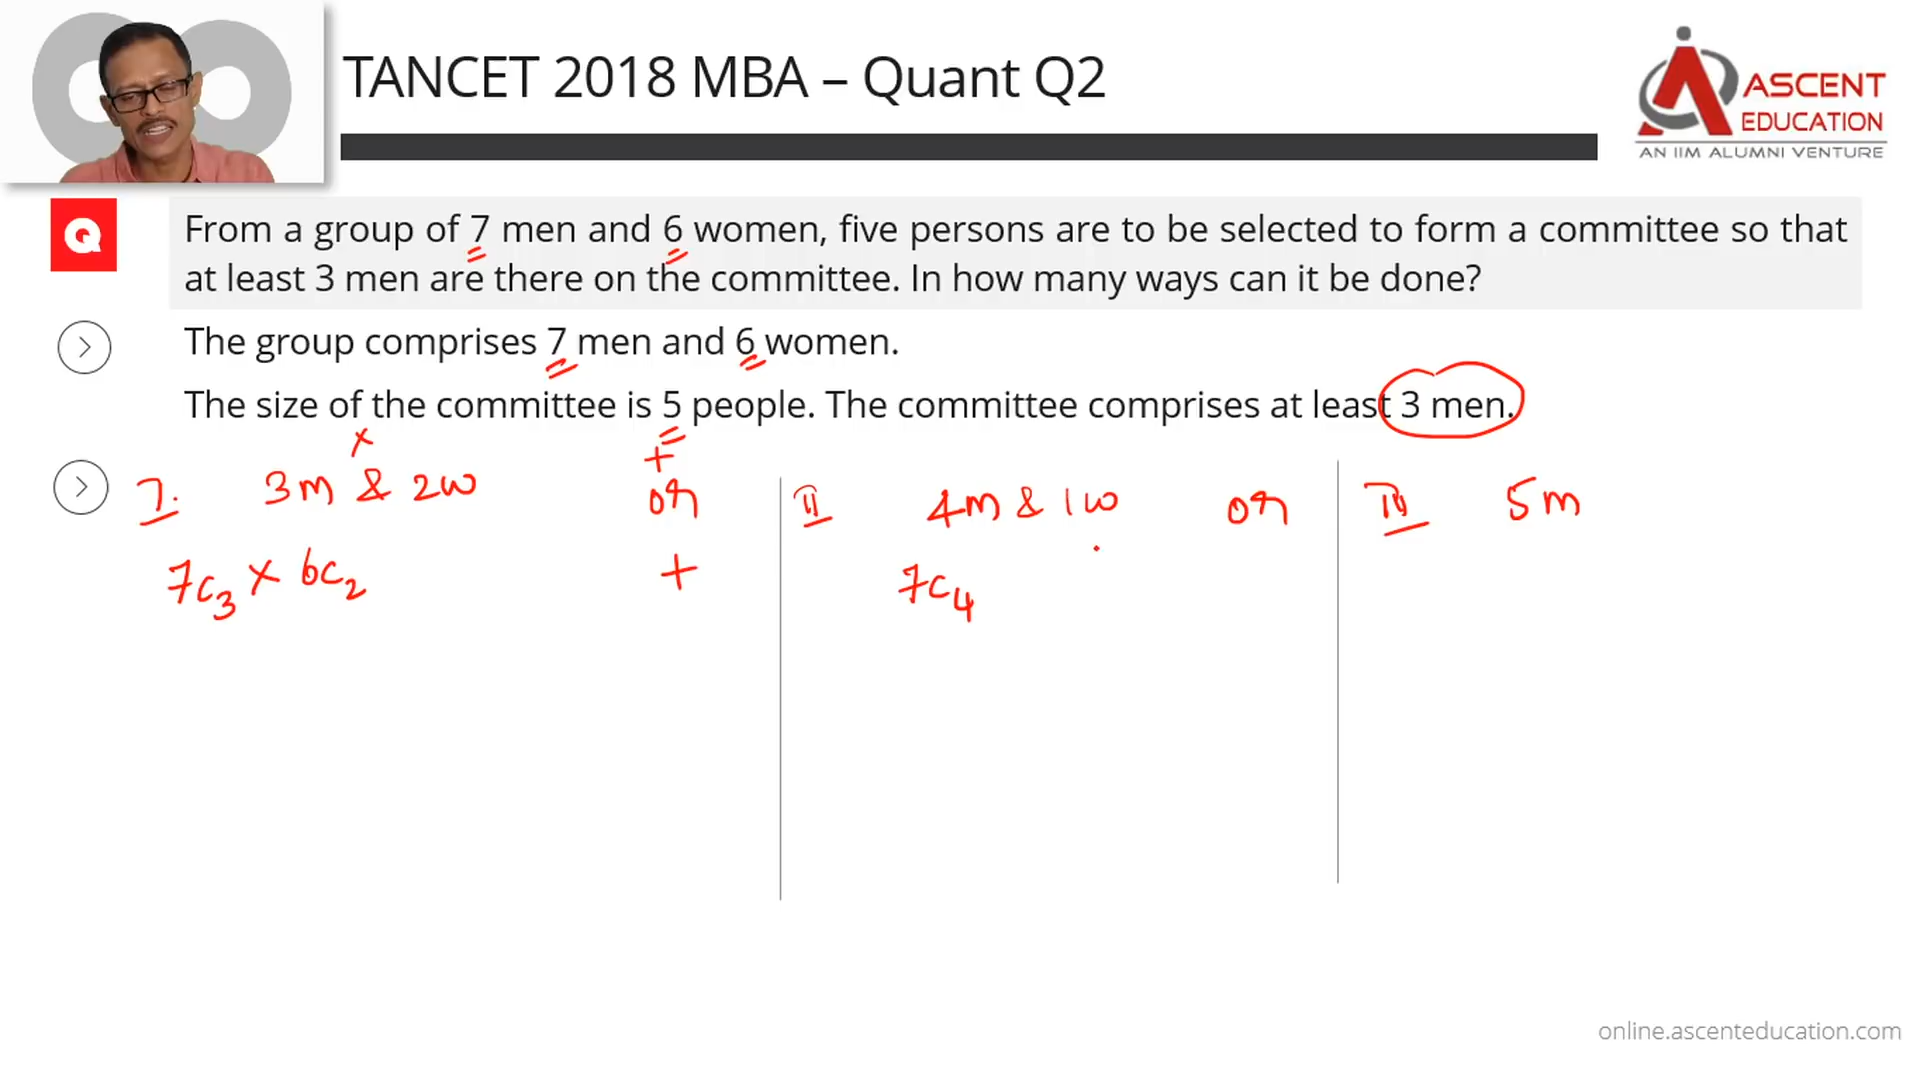 TANCET 2018 MBA – Quant Q2
ASCENT
EDUCATION
AN IIM ALUMNI VENTURE
Q
From a group of 7 men and 6 women, five persons are to be selected to form a committee so that
at least 3 men are there on the committee. In how many ways can it be done?
The group comprises 7 men and 6 women.
The size of the committee is 5 people. The committee comprises at least 3 men.
x +
I. 3m & 2w or II 4m & 1w or III 5m
7c3 x 6c2 + 7c4
online.ascenteducation.com